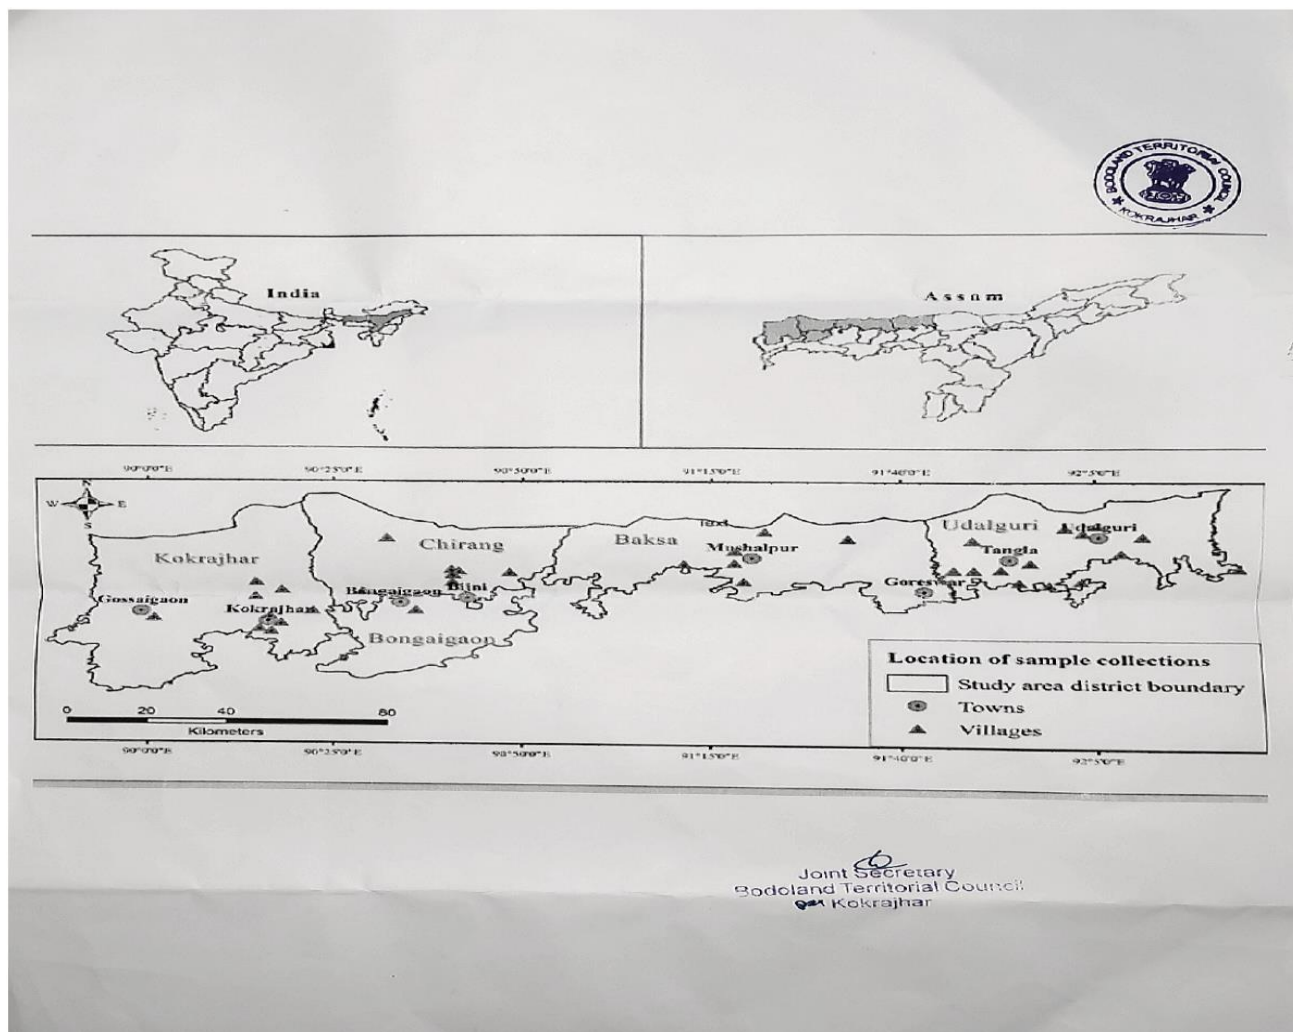 BODOLAND TERRITORIAL COUNCIL
KOKRAJHAR
India
Assam
90°0'0"E 90°25'0"E 90°50'0"E 91°15'0"E 91°40'0"E 92°5'0"E
N
W E
S
Kokrajhar
Chirang
Baksa
Udalguri
Udalguri
Mushalpur
Tangla
Gossaigaon
Kokrajhar
Bongaigaon
Bijni
Goreswar
Bongaigaon
Location of sample collections
Study area district boundary
Towns
Villages
0 20 40 80
Kilometers
90°0'0"E 90°25'0"E 90°50'0"E 91°15'0"E 91°40'0"E 92°5'0"E
Joint Secretary
Bodoland Territorial Council
Kokrajhar